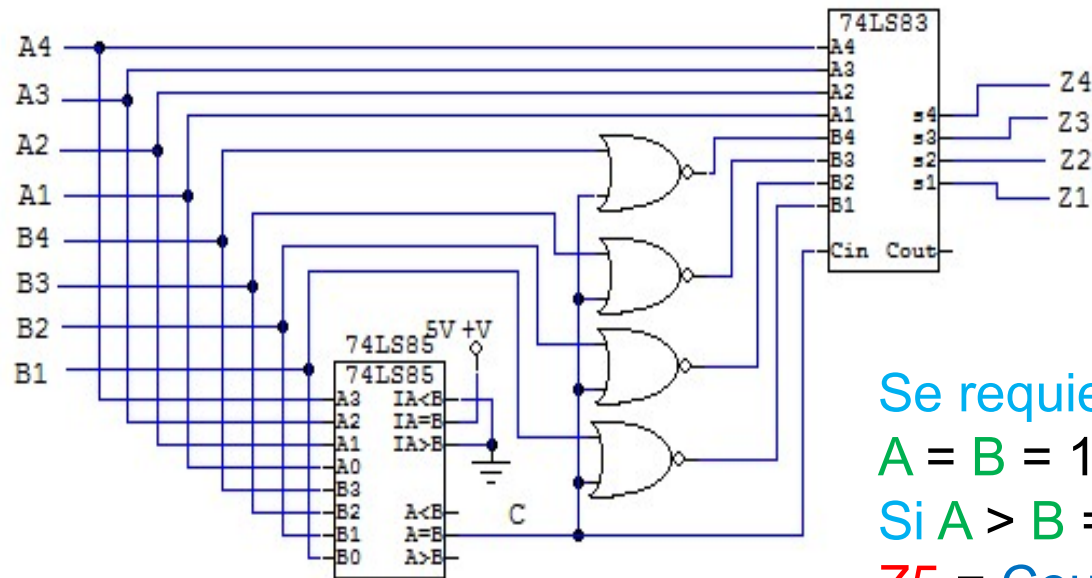 74LS83
A4
A3
A2
A1
B4
B3
B2
B1
A4
A3
A2
A1
B4
B3
B2
B1
Cin Cout
s4
s3
s2
s1
Z4
Z3
Z2
Z1
5V +V
74LS85
74LS85
A3 IA<B
A2 IA=B
A1 IA>B
A0
B3
B2 A<B
B1 A=B
B0 A>B
C
A = B = 1
Si A > B =